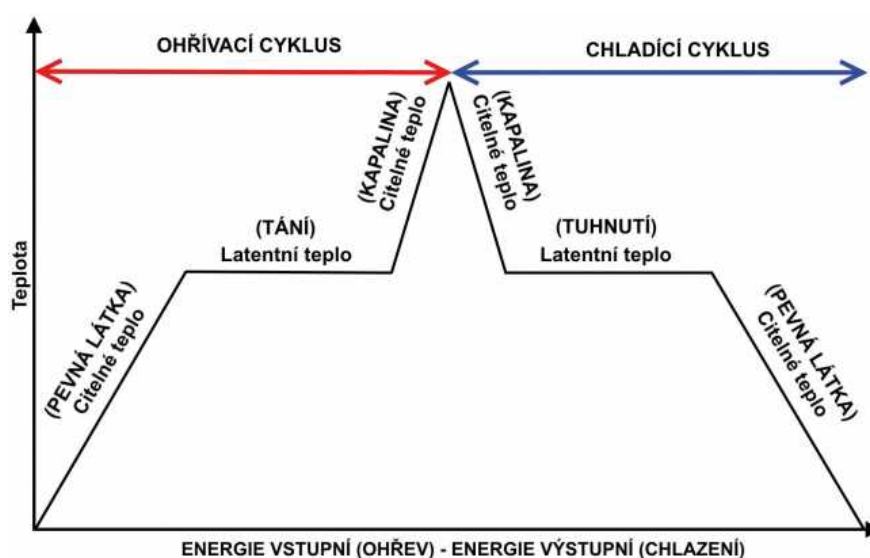 OHŘÍVACÍ CYKLUS
CHLADÍCÍ CYKLUS
(KAPALINA)
Citelné teplo
(KAPALINA)
Citelné teplo
(TÁNÍ)
Latentní teplo
(TUHNUTÍ)
Latentní teplo
Teplota
(PEVNÁ LÁTKA)
Citelné teplo
(PEVNÁ LÁTKA)
Citelné teplo
ENERGIE VSTUPNÍ (OHŘEV) - ENERGIE VÝSTUPNÍ (CHLAZENÍ)